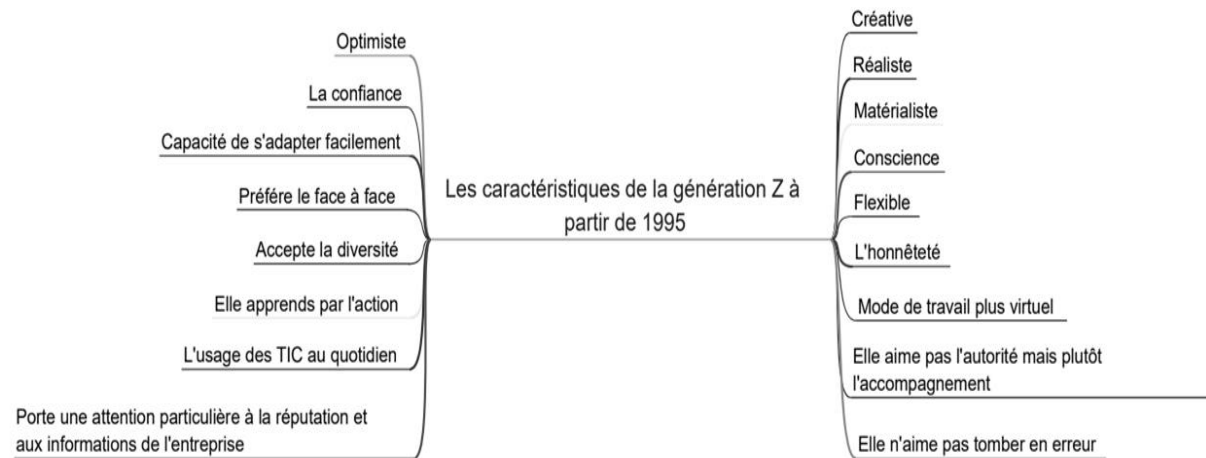 Optimiste
La confiance
Capacité de s'adapter facilement
Préfére le face à face
Accepte la diversité
Elle apprends par l'action
L'usage des TIC au quotidien
Porte une attention particulière à la réputation et
aux informations de l'entreprise
Les caractéristiques de la génération Z à
partir de 1995
Créative
Réaliste
Matérialiste
Conscience
Flexible
L'honnêteté
Mode de travail plus virtuel
Elle aime pas l'autorité mais plutôt
l'accompagnement
Elle n'aime pas tomber en erreur